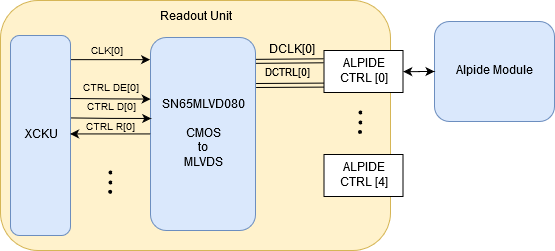 Readout Unit
CLK[0]
CTRL DE[0]
CTRL D[0]
CTRL R[0]
XCKU
SN65MLVD080
CMOS
to
MLVDS
DCLK[0]
DCTRL[0]
ALPIDE
CTRL [0]
Alpide Module
ALPIDE
CTRL [4]